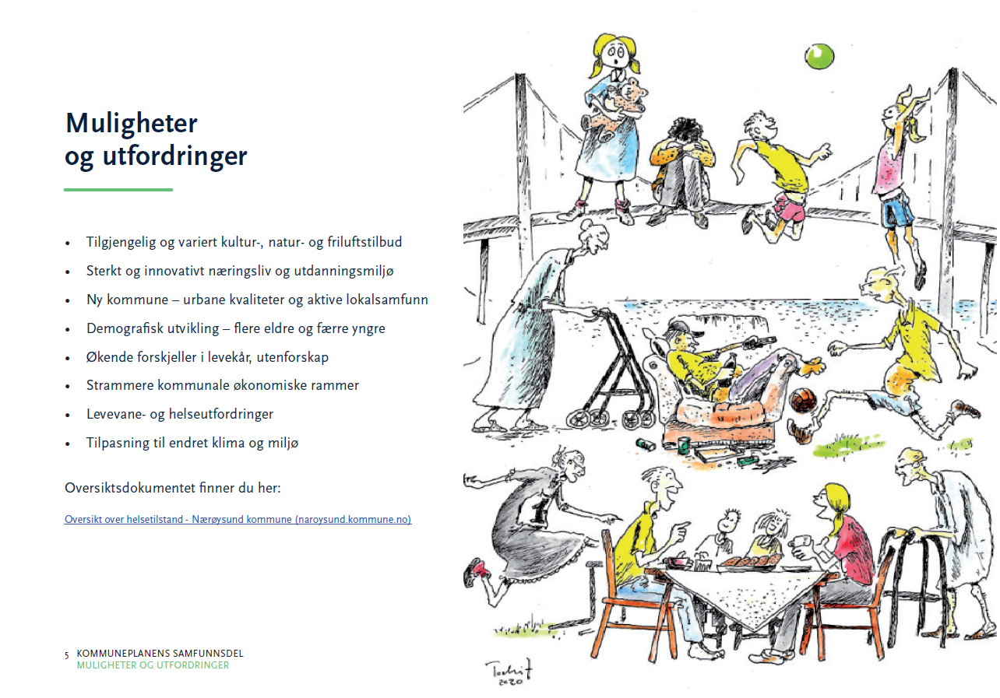 Muligheter
og utfordringer
• Tilgjengelig og variert kultur-, natur- og friluftstilbud
• Sterkt og innovativt næringsliv og utdanningsmiljø
• Ny kommune – urbane kvaliteter og aktive lokalsamfunn
• Demografisk utvikling – flere eldre og færre yngre
• Økende forskjeller i levekår, utenforskap
• Strammere kommunale økonomiske rammer
• Levevane- og helseutfordringer
• Tilpasning til endret klima og miljø
Oversiktsdokumentet finner du her:
Oversikt over helsetilstand - Nærøysund kommune (naroysund.kommune.no)
5 KOMMUNEPLANENS SAMFUNNSDEL
MULIGHETER OG UTFORDRINGER
2020